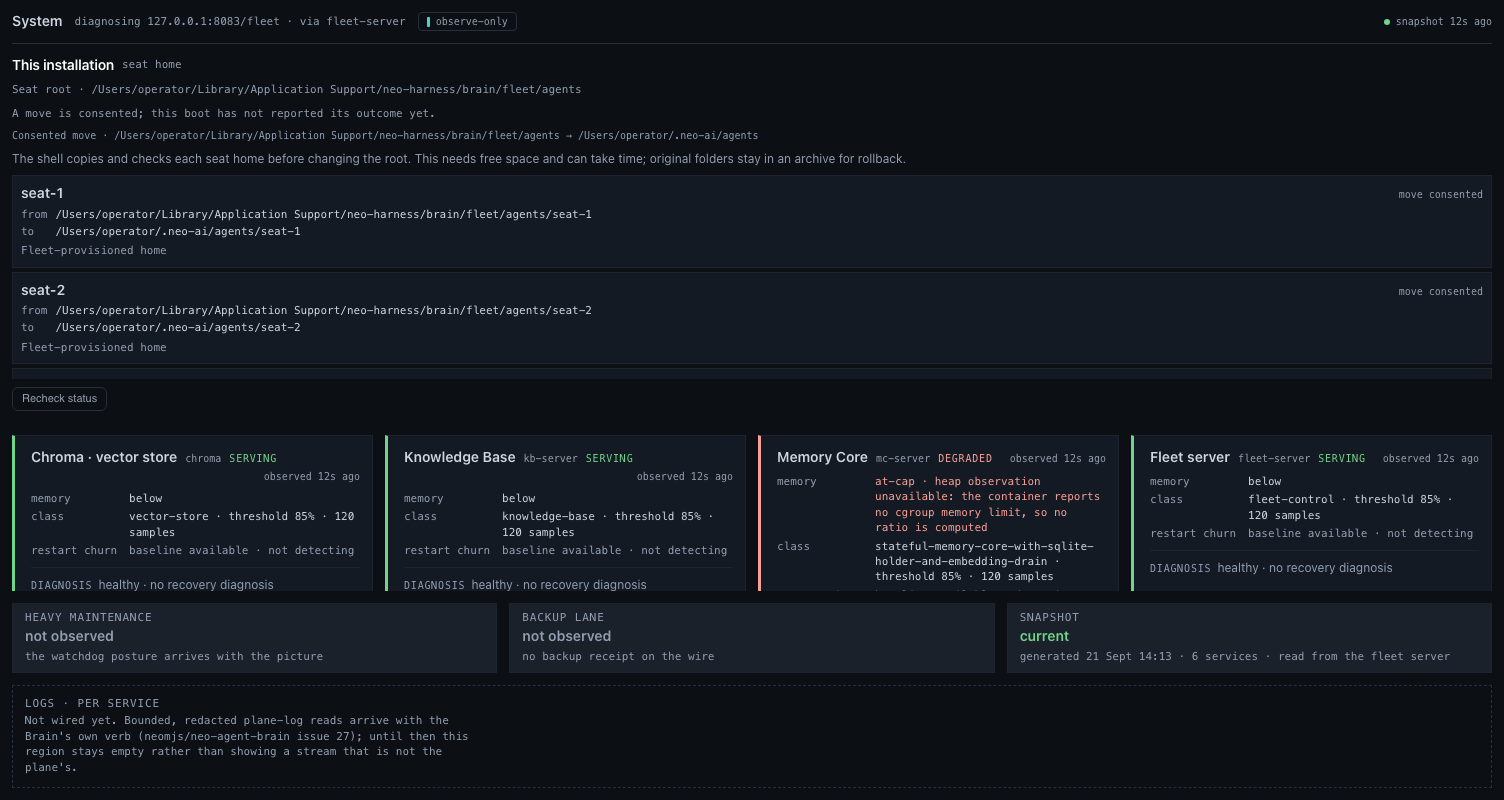 System diagnosing 127.0.0.1:8083/fleet · via fleet-server observe-only snapshot 12s ago
This installation seat home
Seat root · /Users/operator/Library/Application Support/neo-harness/brain/fleet/agents
A move is consented; this boot has not reported its outcome yet.
Consented move · /Users/operator/Library/Application Support/neo-harness/brain/fleet/agents → /Users/operator/.neo-ai/agents
The shell copies and checks each seat home before changing the root. This needs free space and can take time; original folders stay in an archive for rollback.
seat-1 move consented
from /Users/operator/Library/Application Support/neo-harness/brain/fleet/agents/seat-1
to /Users/operator/.neo-ai/agents/seat-1
Fleet-provisioned home
seat-2 move consented
from /Users/operator/Library/Application Support/neo-harness/brain/fleet/agents/seat-2
to /Users/operator/.neo-ai/agents/seat-2
Fleet-provisioned home
Recheck status
Chroma · vector store chroma SERVING
observed 12s ago
memory below
class vector-store · threshold 85% · 120
samples
restart churn baseline available · not detecting
DIAGNOSIS healthy · no recovery diagnosis
Knowledge Base kb-server SERVING
observed 12s ago
memory below
class knowledge-base · threshold 85% ·
120 samples
restart churn baseline available · not detecting
DIAGNOSIS healthy · no recovery diagnosis
Memory Core mc-server DEGRADED observed 12s ago
memory at-cap · heap observation
unavailable: the container reports
no cgroup memory limit, so no
ratio is computed
class stateful-memory-core-with-sqlite-
holder-and-embedding-drain ·
threshold 85% · 120 samples
Fleet server fleet-server SERVING observed 12s ago
memory below
class fleet-control · threshold 85% ·
120 samples
restart churn baseline available · not detecting
DIAGNOSIS healthy · no recovery diagnosis
HEAVY MAINTENANCE
not observed
the watchdog posture arrives with the picture
BACKUP LANE
not observed
no backup receipt on the wire
SNAPSHOT
current
generated 21 Sept 14:13 · 6 services · read from the fleet server
LOGS · PER SERVICE
Not wired yet. Bounded, redacted plane-log reads arrive with the
Brain's own verb (neomjs/neo-agent-brain issue 27); until then this
region stays empty rather than showing a stream that is not the
plane's.